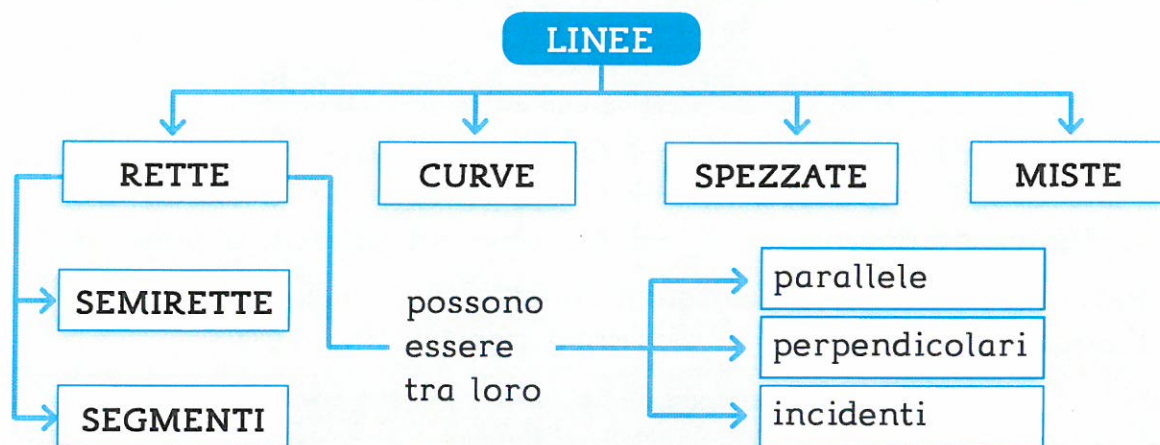 LINEE
RETTE
CURVE
SPEZZATE
MISTE
SEMIRETTE
SEGMENTI
possono
essere
tra loro
parallele
perpendicolari
incidenti